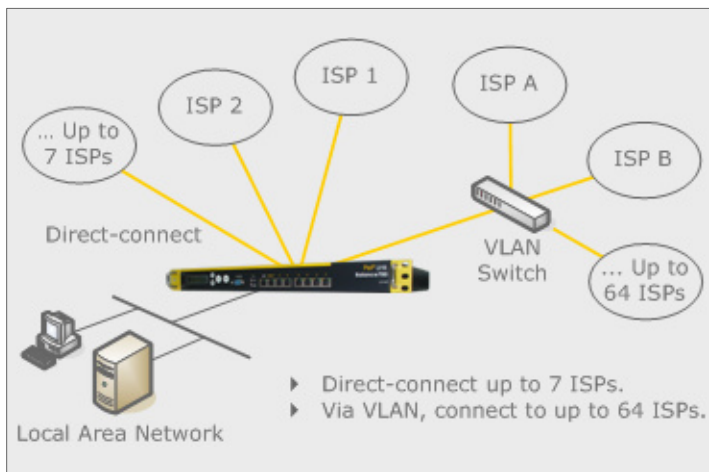 ISP 1
ISP A
ISP 2
... Up to
7 ISPs
ISP B
Direct-connect
VLAN
Switch
... Up to
64 ISPs
Local Area Network
Direct-connect up to 7 ISPs.
Via VLAN, connect to up to 64 ISPs.